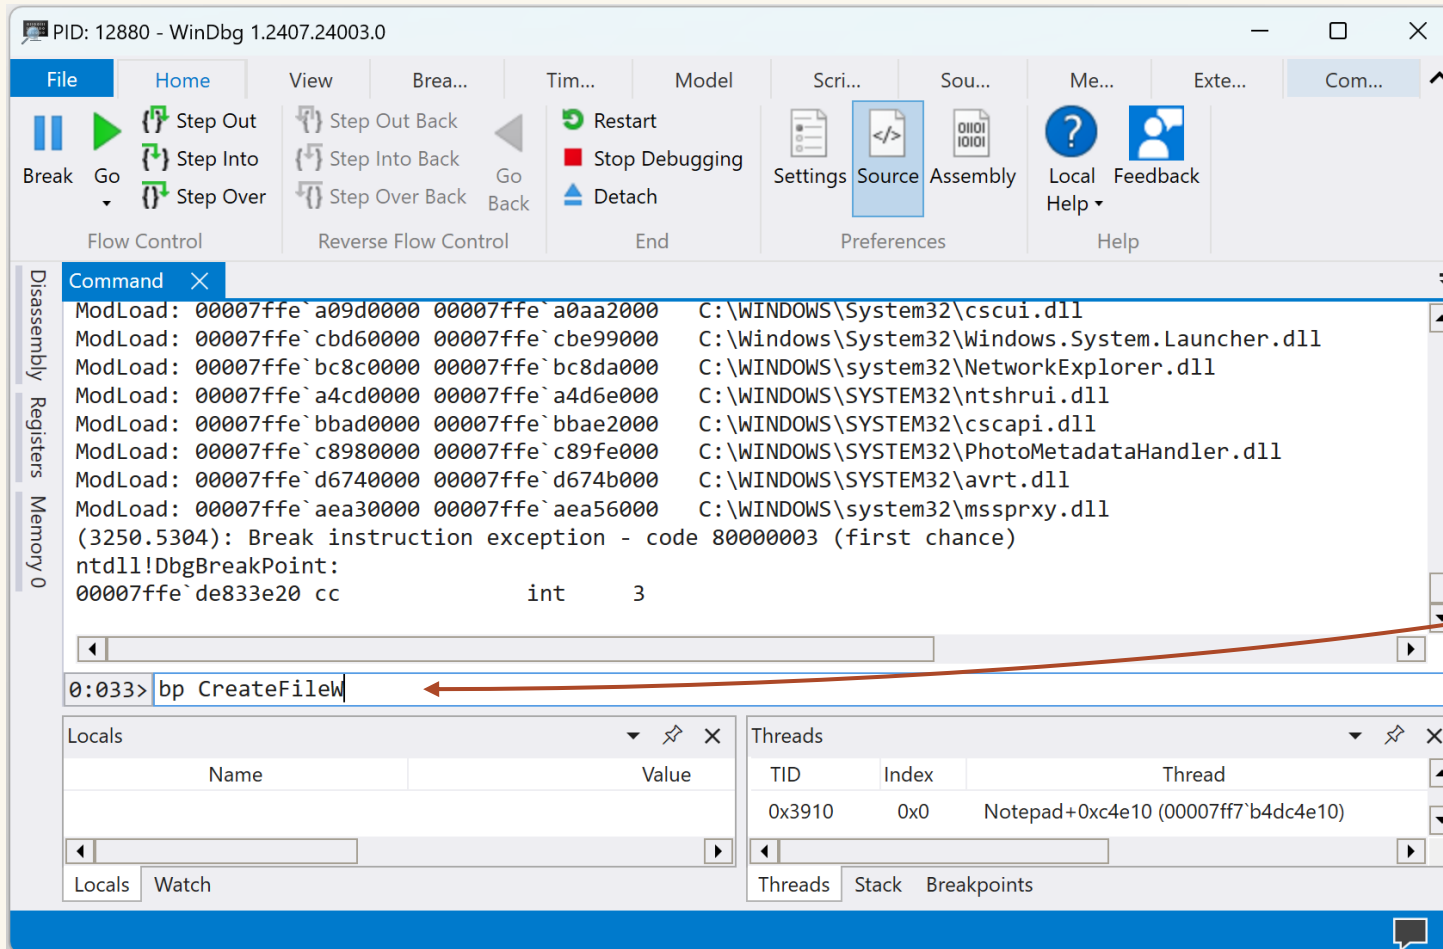 PID: 12880 - WinDbg 1.2407.24003.0
File Home View Brea... Tim... Model Scri... Sou... Me... Exte... Com...
Break
Go
Step Out
Step Into
Step Over
Flow Control
Step Out Back
Step Into Back
Step Over Back
Go
Back
Reverse Flow Control
Restart
Stop Debugging
Detach
End
Settings
Source
Assembly
Preferences
Local
Help
Feedback
Help
Disassembly
Registers
Memory 0
Command
ModLoad: 00007ffe`a09d0000 00007ffe`a0aa2000 C:\WINDOWS\System32\cscui.dll
ModLoad: 00007ffe`cbd60000 00007ffe`cbe99000 C:\Windows\System32\Windows.System.Launcher.dll
ModLoad: 00007ffe`bc8c0000 00007ffe`bc8da000 C:\WINDOWS\system32\NetworkExplorer.dll
ModLoad: 00007ffe`a4cd0000 00007ffe`a4d6e000 C:\WINDOWS\SYSTEM32\ntshrui.dll
ModLoad: 00007ffe`bbad0000 00007ffe`bbae2000 C:\WINDOWS\SYSTEM32\cscapi.dll
ModLoad: 00007ffe`c8980000 00007ffe`c89fe000 C:\WINDOWS\SYSTEM32\PhotoMetadataHandler.dll
ModLoad: 00007ffe`d6740000 00007ffe`d674b000 C:\WINDOWS\SYSTEM32\avrt.dll
ModLoad: 00007ffe`aea30000 00007ffe`aea56000 C:\WINDOWS\system32\mssprxy.dll
(3250.5304): Break instruction exception - code 80000003 (first chance)
ntdll!DbgBreakPoint:
00007ffe`de833e20 cc int 3
0:033> bp CreateFileW
Locals
Name Value
Locals Watch
Threads
TID Index Thread
0x3910 0x0 Notepad+0xc4e10 (00007ff7`b4dc4e10)
Threads Stack Breakpoints